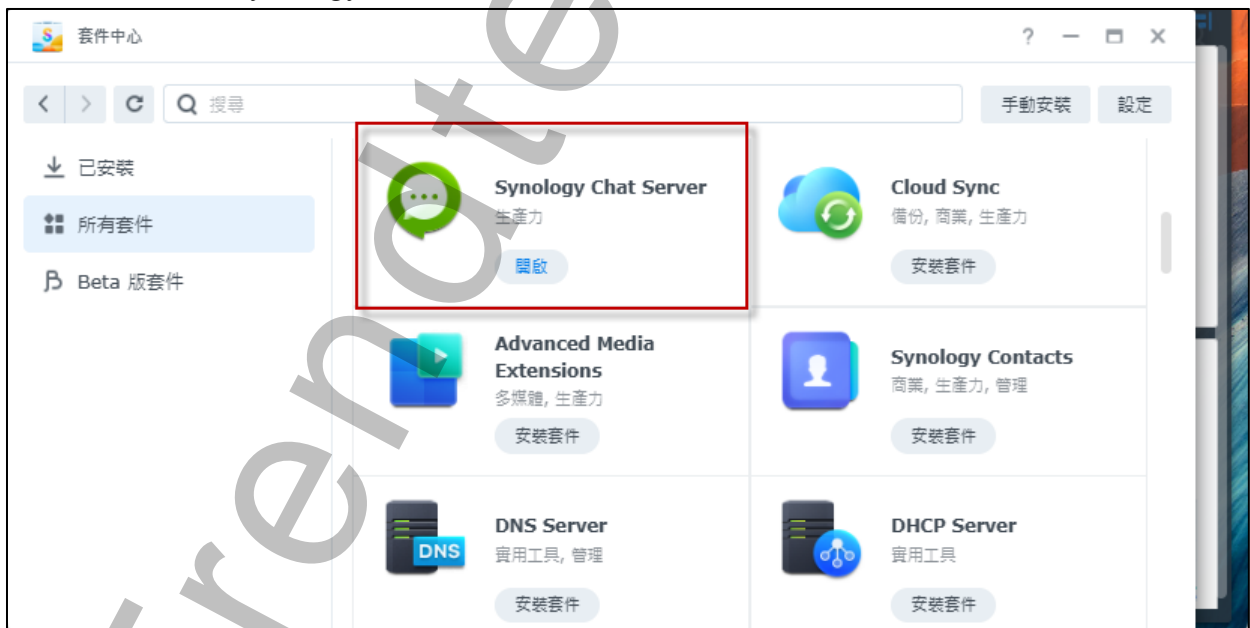 套件中心
搜尋
手動安裝
設定
已安裝
所有套件
Beta 版套件
Synology Chat Server
生產力
開啟
Cloud Sync
備份, 商業, 生產力
安裝套件
Advanced Media
Extensions
多媒體, 生產力
安裝套件
Synology Contacts
商業, 生產力, 管理
安裝套件
DNS
DNS Server
實用工具, 管理
安裝套件
DHCP Server
實用工具
安裝套件